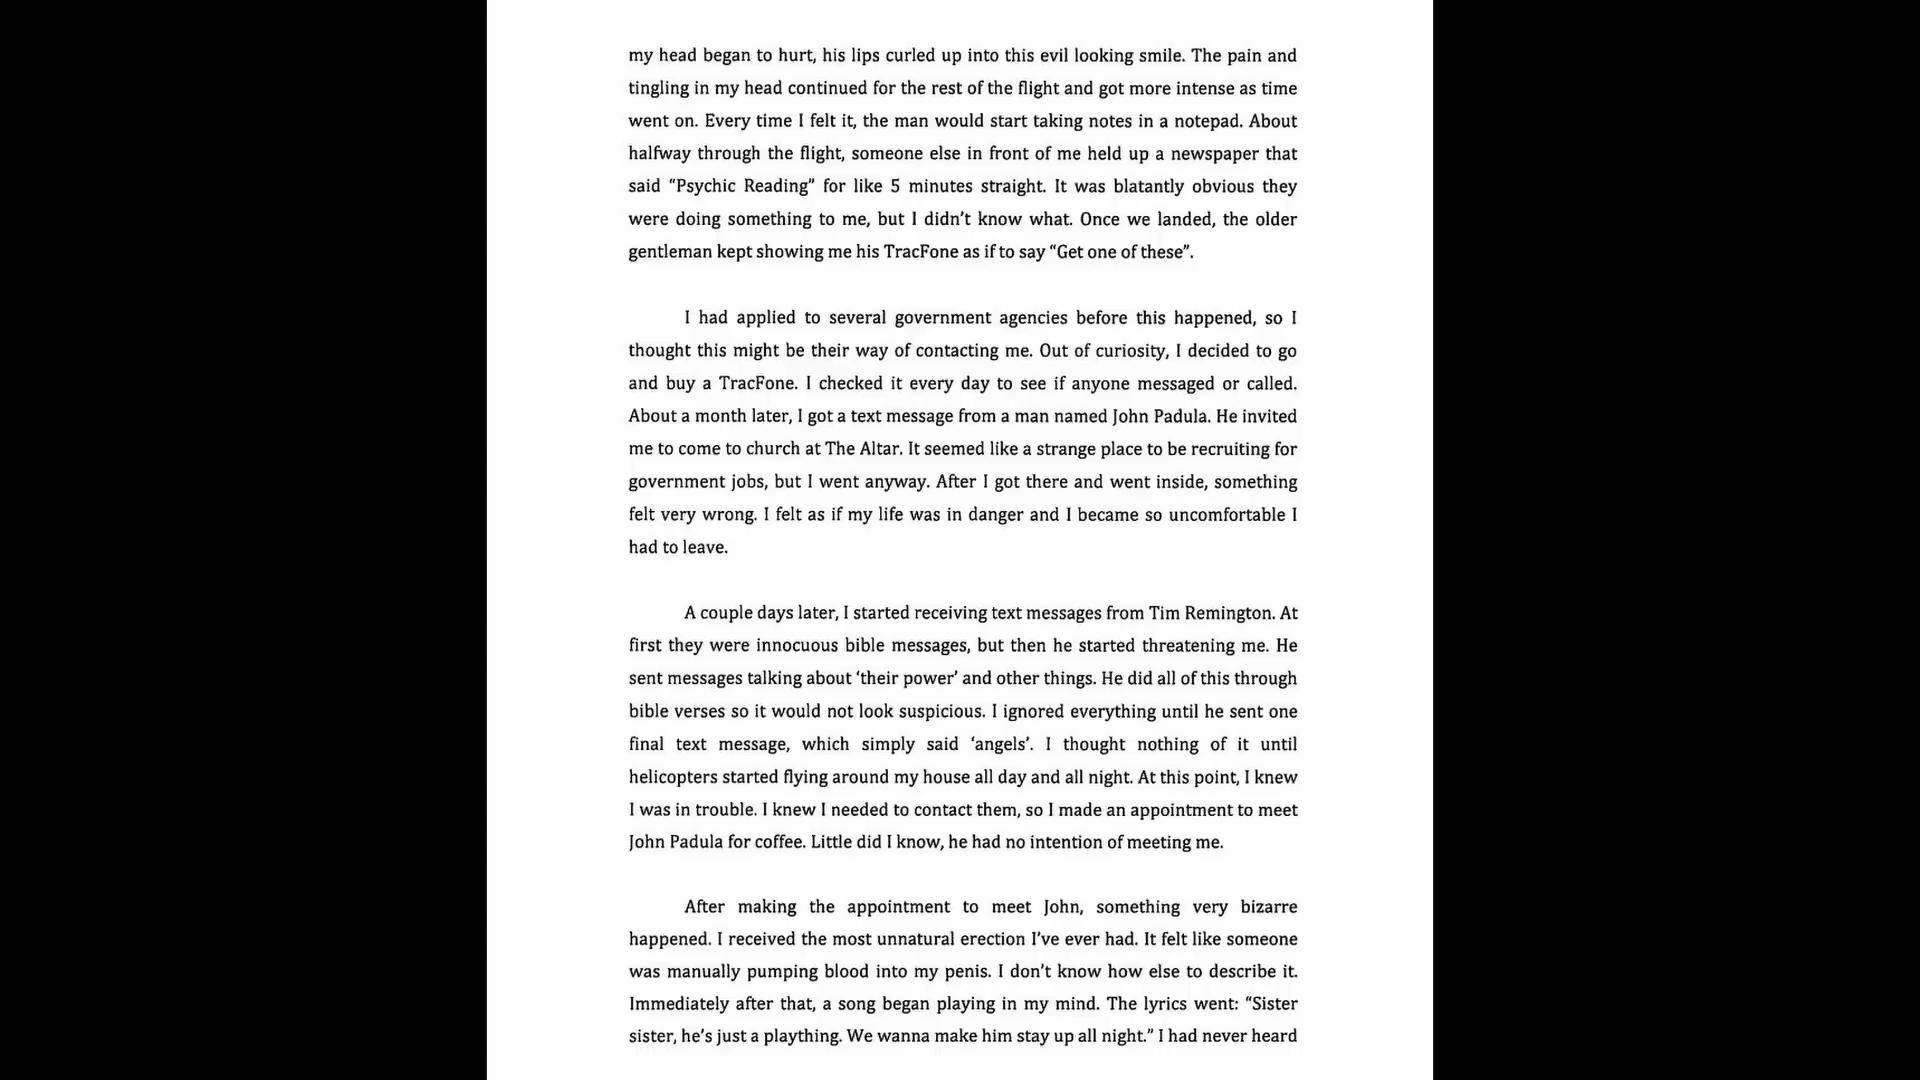 my head began to hurt, his lips curled up into this evil looking smile. The pain and
tingling in my head continued for the rest of the flight and got more intense as time
went on. Every time I felt it, the man would start taking notes in a notepad. About
halfway through the flight, someone else in front of me held up a newspaper that
said “Psychic Reading” for like 5 minutes straight. It was blatantly obvious they
were doing something to me, but I didn’t know what. Once we landed, the older
gentleman kept showing me his TracFone as if to say “Get one of these”.
I had applied to several government agencies before this happened, so I
thought this might be their way of contacting me. Out of curiosity, I decided to go
and buy a TracFone. I checked it every day to see if anyone messaged or called.
About a month later, I got a text message from a man named John Padula. He invited
me to come to church at The Altar. It seemed like a strange place to be recruiting for
government jobs, but I went anyway. After I got there and went inside, something
felt very wrong. I felt as if my life was in danger and I became so uncomfortable I
had to leave.
A couple days later, I started receiving text messages from Tim Remington. At
first they were innocuous bible messages, but then he started threatening me. He
sent messages talking about ‘their power’ and other things. He did all of this through
bible verses so it would not look suspicious. I ignored everything until he sent one
final text message, which simply said ‘angels’. I thought nothing of it until
helicopters started flying around my house all day and all night. At this point, I knew
I was in trouble. I knew I needed to contact them, so I made an appointment to meet
John Padula for coffee. Little did I know, he had no intention of meeting me.
After making the appointment to meet John, something very bizarre
happened. I received the most unnatural erection I’ve ever had. It felt like someone
was manually pumping blood into my penis. I don’t know how else to describe it.
Immediately after that, a song began playing in my mind. The lyrics went: “Sister
sister, he’s just a plaything. We wanna make him stay up all night.” I had never heard